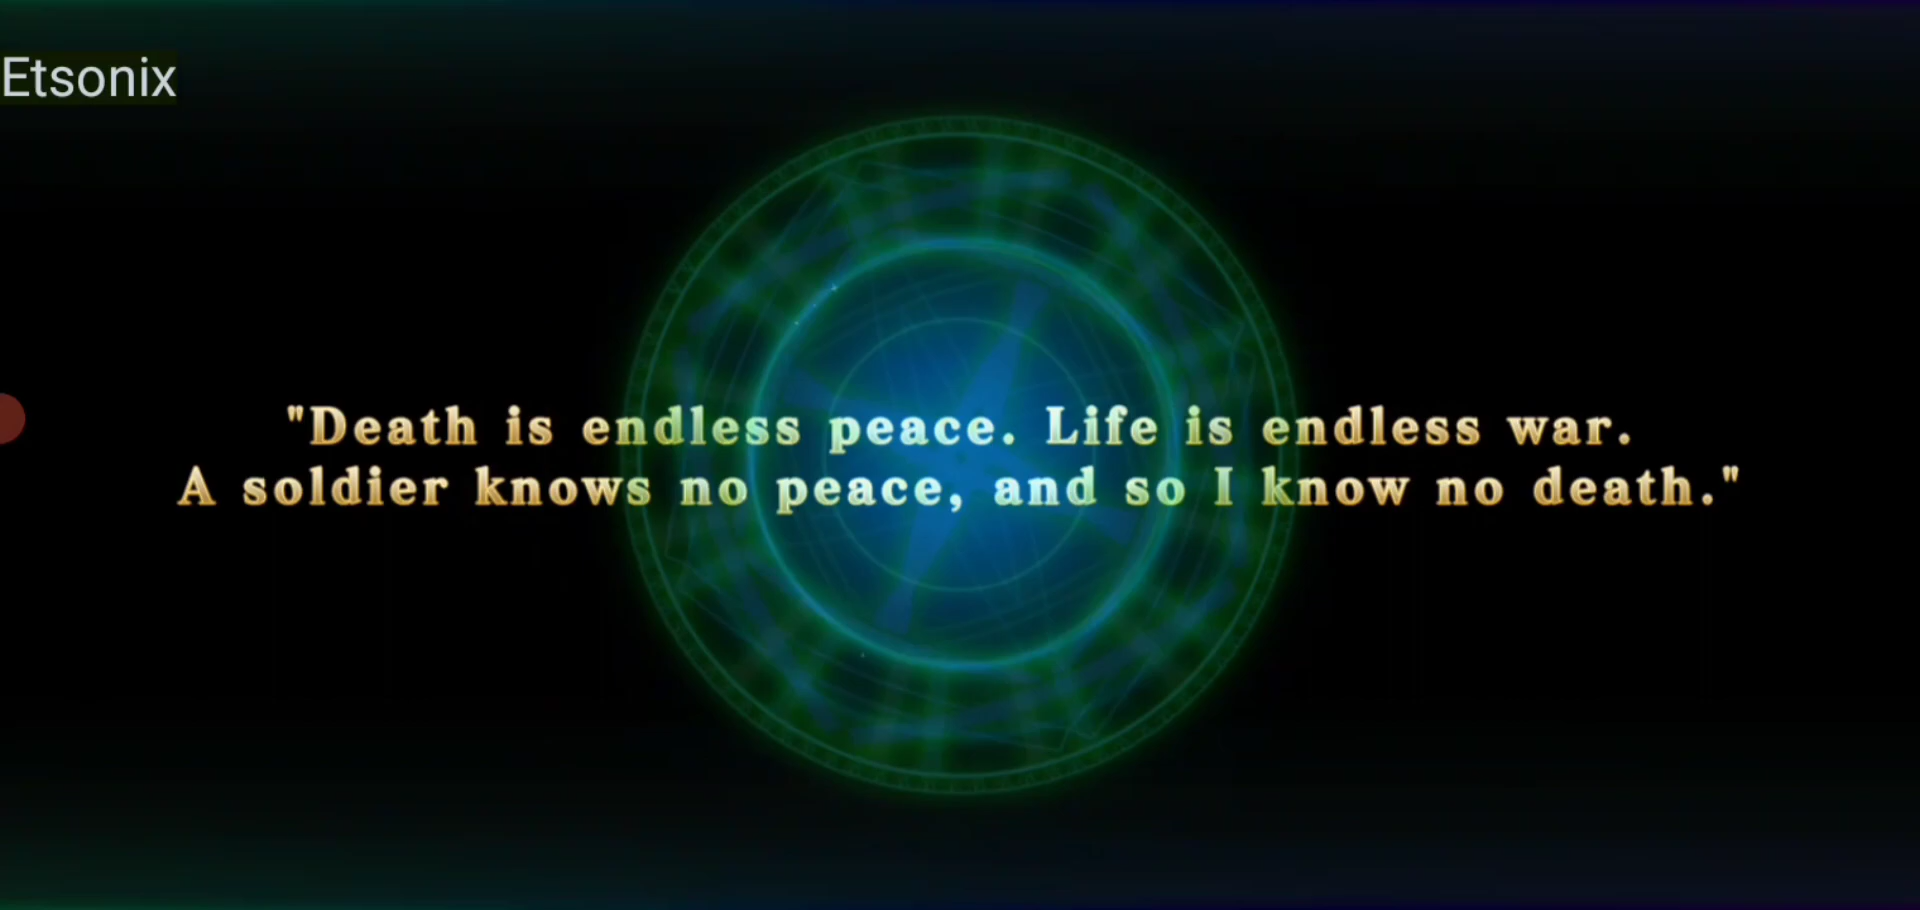 Etsonix
"Death is endless peace. Life is endless war.
A soldier knows no peace, and so I know no death."